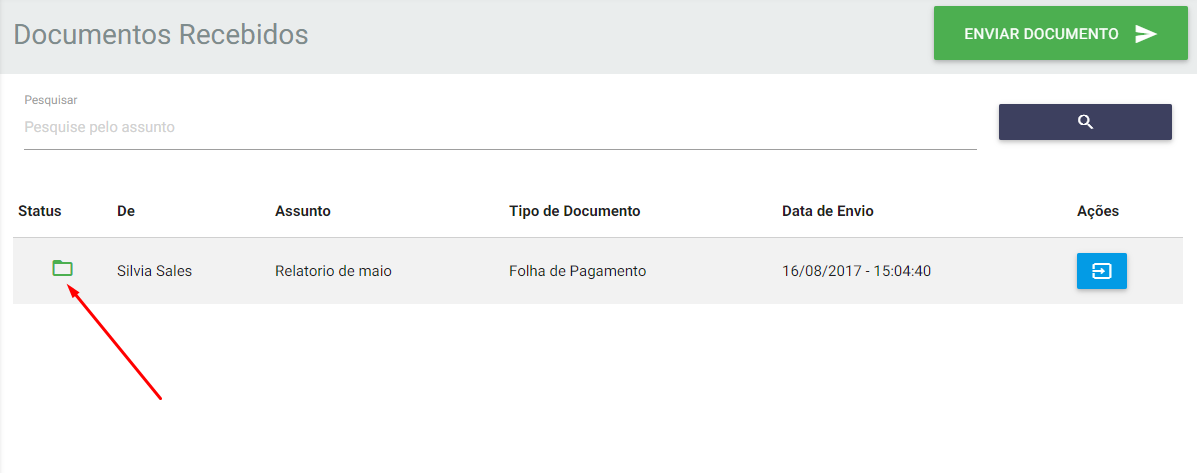 Documentos Recebidos
ENVIAR DOCUMENTO
Pesquisar
Pesquise pelo assunto
Status De Assunto Tipo de Documento Data de Envio Ações
Silvia Sales Relatorio de maio Folha de Pagamento 16/08/2017 - 15:04:40